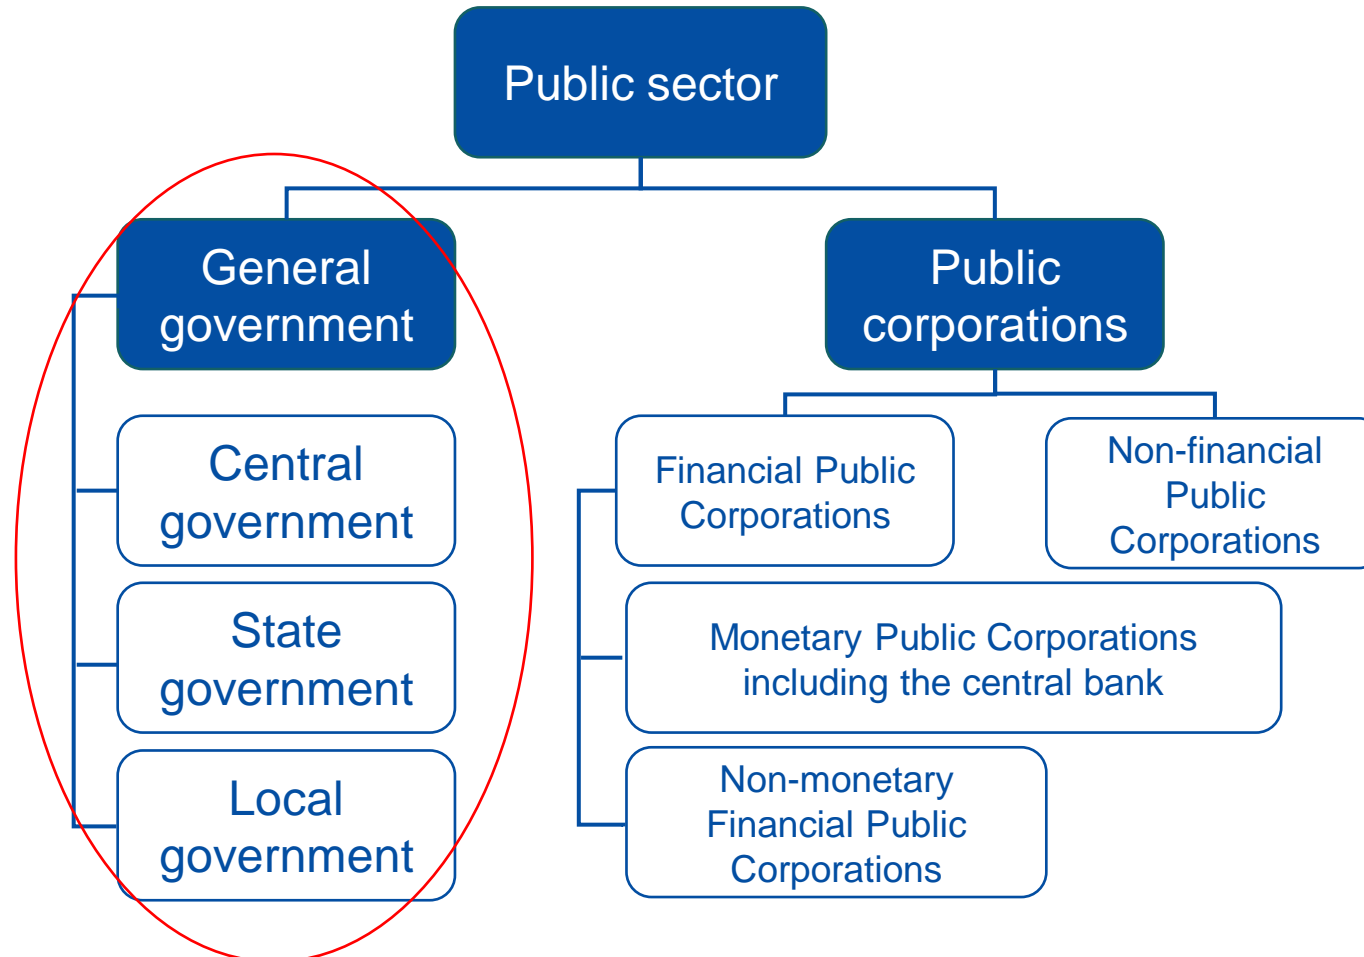 Public sector
General
government
Public
corporations
Central
government
State
government
Local
government
Financial Public
Corporations
Non-financial
Public
Corporations
Monetary Public Corporations
including the central bank
Non-monetary
Financial Public
Corporations